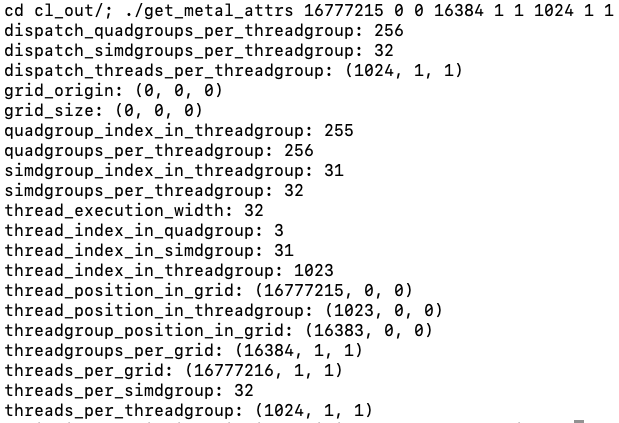 cd cl_out/; ./get_metal_attrs 16777215 0 0 16384 1 1 1024 1 1
dispatch_quadgroups_per_threadgroup: 256
dispatch_simdgroups_per_threadgroup: 32
dispatch_threads_per_threadgroup: (1024, 1, 1)
grid_origin: (0, 0, 0)
grid_size: (0, 0, 0)
quadgroup_index_in_threadgroup: 255
quadgroups_per_threadgroup: 256
simdgroup_index_in_threadgroup: 31
simdgroups_per_threadgroup: 32
thread_execution_width: 32
thread_index_in_quadgroup: 3
thread_index_in_simdgroup: 31
thread_index_in_threadgroup: 1023
thread_position_in_grid: (16777215, 0, 0)
thread_position_in_threadgroup: (1023, 0, 0)
threadgroup_position_in_grid: (16383, 0, 0)
threadgroups_per_grid: (16384, 1, 1)
threads_per_grid: (16777216, 1, 1)
threads_per_simdgroup: 32
threads_per_threadgroup: (1024, 1, 1)